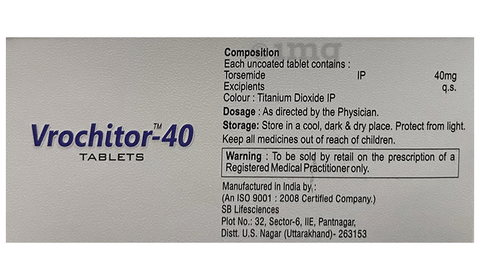 Vrochitor™-40
TABLETS
1mg
Composition
Each uncoated tablet contains :
Torsemide IP 40mg
Excipients q.s.
Colour : Titanium Dioxide IP
Dosage : As directed by the Physician.
Storage: Store in a cool, dark & dry place. Protect from light.
Keep all medicines out of reach of children.
Warning : To be sold by retail on the prescription of a
Registered Medical Practitioner only.
Manufactured in India by :
(An ISO 9001 : 2008 Certified Company.)
SB Lifesciences
Plot No.: 32, Sector-6, IIE, Pantnagar,
Distt. U.S. Nagar (Uttarakhand)- 263153